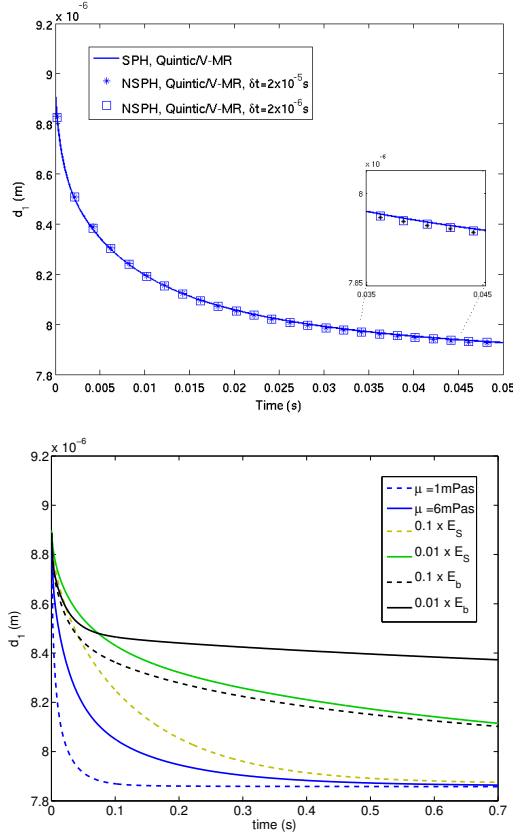 x 10⁻⁶
9.2
9
8.8
8.6
8.4
8.2
8
7.8
d₁ (m)
SPH, Quintic/V-MR
NSPH, Quintic/V-MR, δt=2x10⁻⁵s
NSPH, Quintic/V-MR, δt=2x10⁻⁶s
x 10⁻⁶
8
7.85
0.035
0.045
0
0.005
0.01
0.015
0.02
0.025
0.03
0.035
0.04
0.045
0.05
Time (s)
x 10⁻⁶
9.2
9
8.8
8.6
8.4
8.2
8
7.8
d₁ (m)
μ =1mPas
μ =6mPas
0.1 x E_S
0.01 x E_S
0.1 x E_b
0.01 x E_b
0
0.1
0.2
0.3
0.4
0.5
0.6
0.7
time (s)